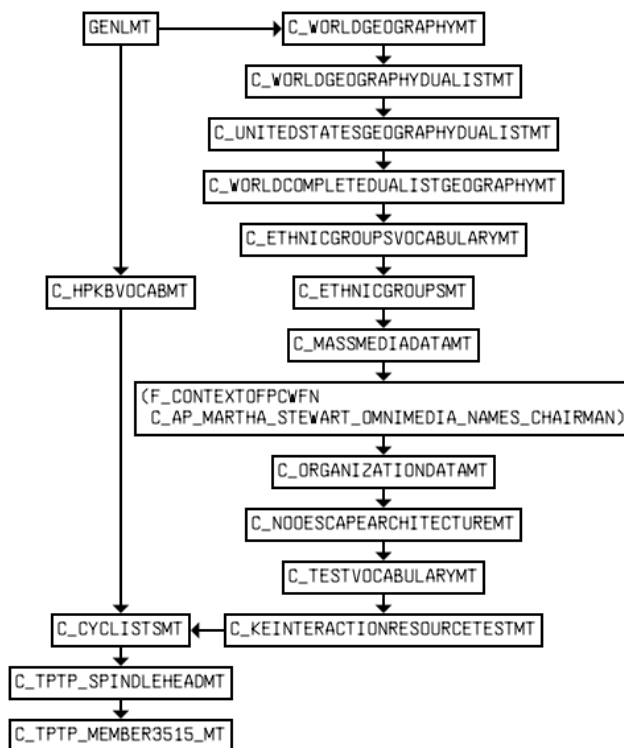 GENLMT
C_WORLDGEOGRAPHYMT
C_WORLDGEOGRAPHYDUALISTMT
C_UNITEDSTATESGEOGRAPHYDUALISTMT
C_WORLDCOMPLETEDUALISTGEOGRAPHYMT
C_ETHNICGROUPSVOCABULARYMT
C_HPKBVOCABMT
C_ETHNICGROUPSMT
C_MASSMEDIADATAMT
(F_CONTEXTOFPCWFN
C_AP_MARTHA_STEWART_OMNIMEDIA_NAMES_CHAIRMAN)
C_ORGANIZATIONDATAMT
C_NOOESCAPEARCHITECTUREMT
C_TESTVOCABULARYMT
C_CYCLISTSMT
C_KEINTERACTIONRESOURCETESTMT
C_TPTP_SPINDLEHEADMT
C_TPTP_MEMBER3515_MT